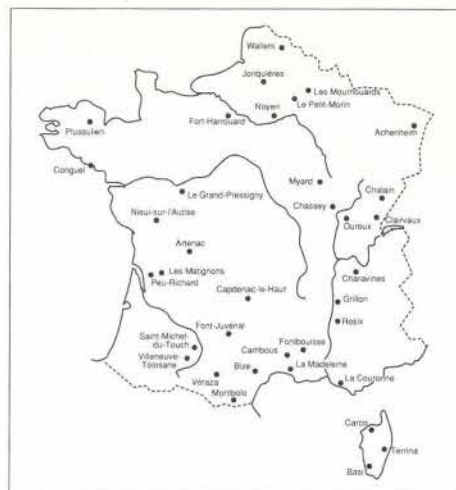 Wallers
Jonquières
Les Mournouards
Le Petit-Morin
Noyen
Fort-Harrouard
Plussulien
Achenheim
Conguel
Myard
Chalain
Le Grand-Pressigny
Chassey
Ouroux
Clairvaux
Nieul-sur-l'Autise
Artenac
Les Matignons
Peu-Richard
Charavines
Capdenac-le-Haut
Grillon
Roaix
Font-Juvénal
Saint-Michel-
du-Touch
Villeneuve-
Tolosane
Fontbouisse
Cambous
La Madeleine
Bize
Véraza
La Couronne
Montbolo
Carco
Terrina
Basi